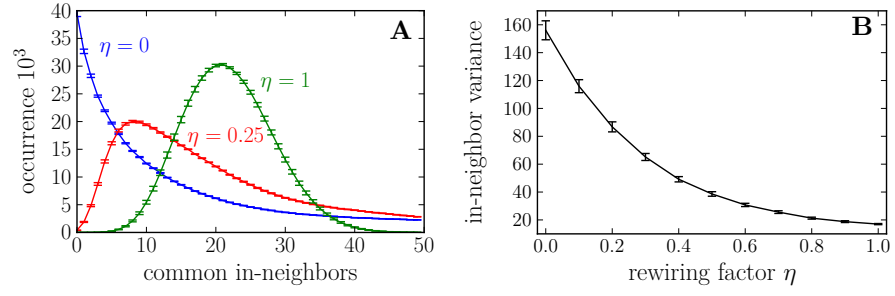 A
η = 0
η = 1
η = 0.25
occurrence 10³
40
35
30
25
20
15
10
5
0
0 10 20 30 40 50
common in-neighbors
B
in-neighbor variance
160
140
120
100
80
60
40
20
0.0 0.2 0.4 0.6 0.8 1.0
rewiring factor η